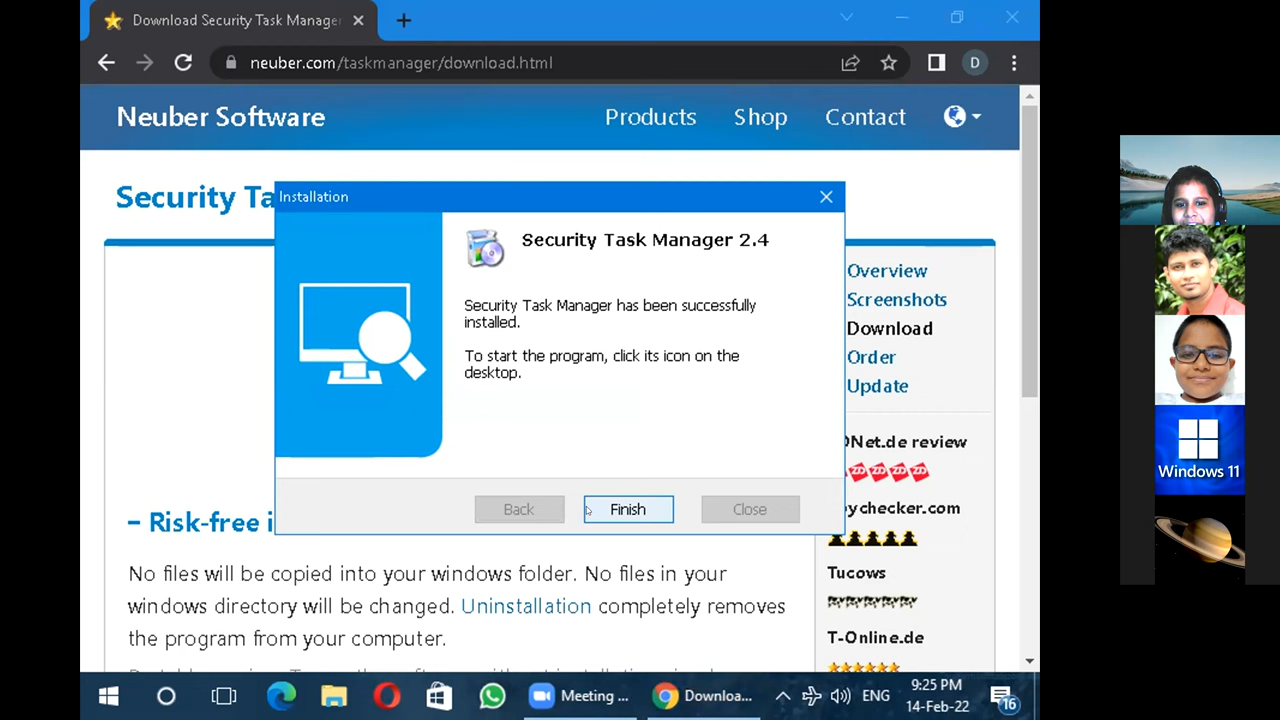 Download Security Task Manager
neuber.com/taskmanager/download.html
D
Neuber Software
Products
Shop
Contact
Security Ta
Installation
Security Task Manager 2.4
Security Task Manager has been successfully
installed.
To start the program, click its icon on the
desktop.
Back
Finish
Close
Overview
Screenshots
Download
Order
Update
Net.de review
ychecker.com
Tucows
T-Online.de
– Risk-free i
No files will be copied into your windows folder. No files in your
windows directory will be changed. Uninstallation completely removes
the program from your computer.
Meeting ...
Downloa...
ENG
9:25 PM
14-Feb-22
16
Windows 11